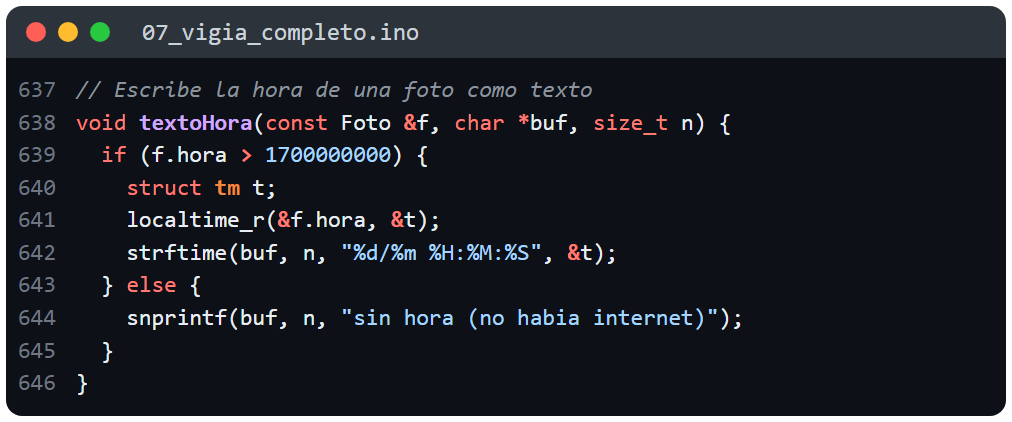 07_vigia_completo.ino
637 // Escribe la hora de una foto como texto
638 void textoHora(const Foto &f, char *buf, size_t n) {
639   if (f.hora > 1700000000) {
640     struct tm t;
641     localtime_r(&f.hora, &t);
642     strftime(buf, n, "%d/%m %H:%M:%S", &t);
643   } else {
644     snprintf(buf, n, "sin hora (no habia internet)");
645   }
646 }